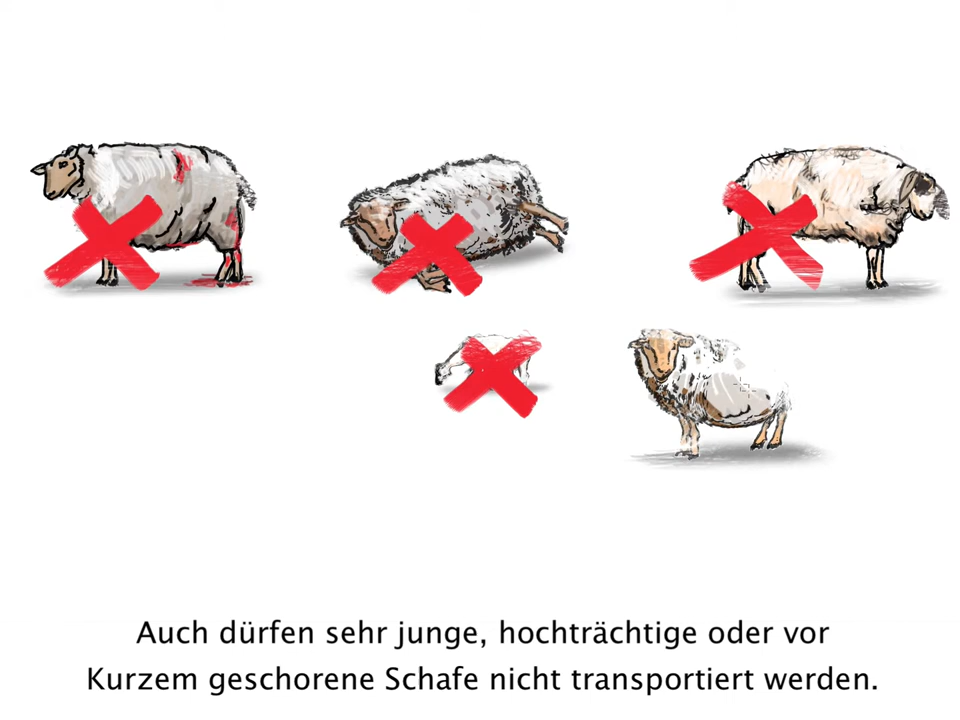 Auch dürfen sehr junge, hochträchtige oder vor
Kurzem geschorene Schafe nicht transportiert werden.